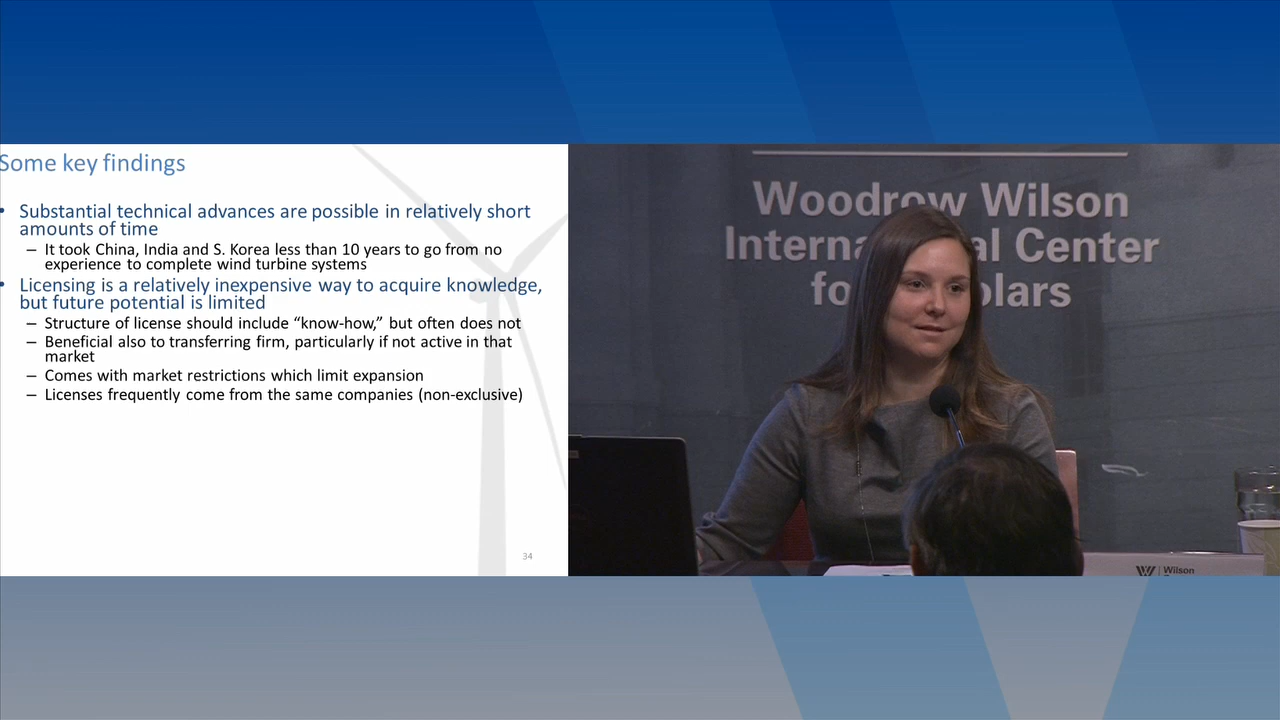 Some key findings
• Substantial technical advances are possible in relatively short
amounts of time
– It took China, India and S. Korea less than 10 years to go from no
experience to complete wind turbine systems
• Licensing is a relatively inexpensive way to acquire knowledge,
but future potential is limited
– Structure of license should include “know-how,” but often does not
– Beneficial also to transferring firm, particularly if not active in that
market
– Comes with market restrictions which limit expansion
– Licenses frequently come from the same companies (non-exclusive)
34
Woodrow Wilson
Center
Wilson